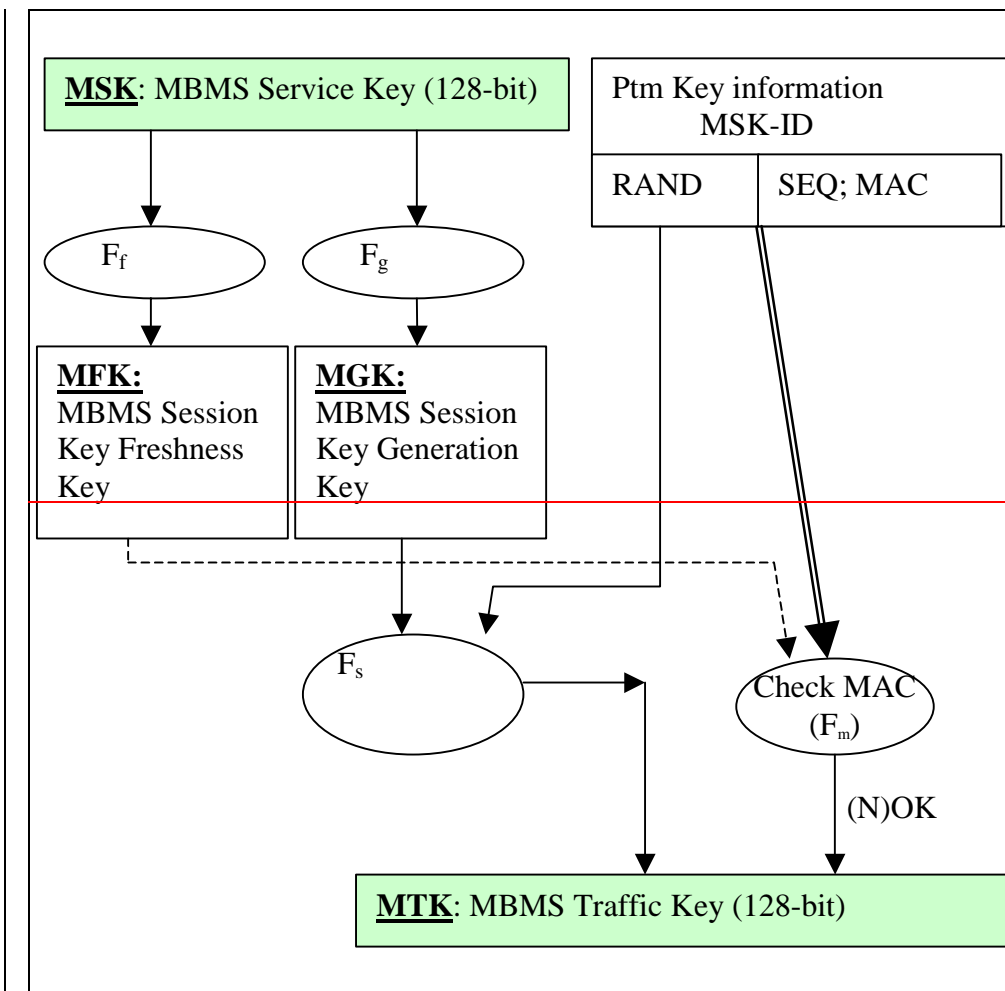 MSK: MBMS Service Key (128-bit)
Ptm Key information
MSK-ID
RAND
SEQ; MAC
Ff
Fg
MFK:
MBMS Session
Key Freshness
Key
MGK:
MBMS Session
Key Generation
Key
Fs
Check MAC
(Fm)
(N)OK
MTK: MBMS Traffic Key (128-bit)